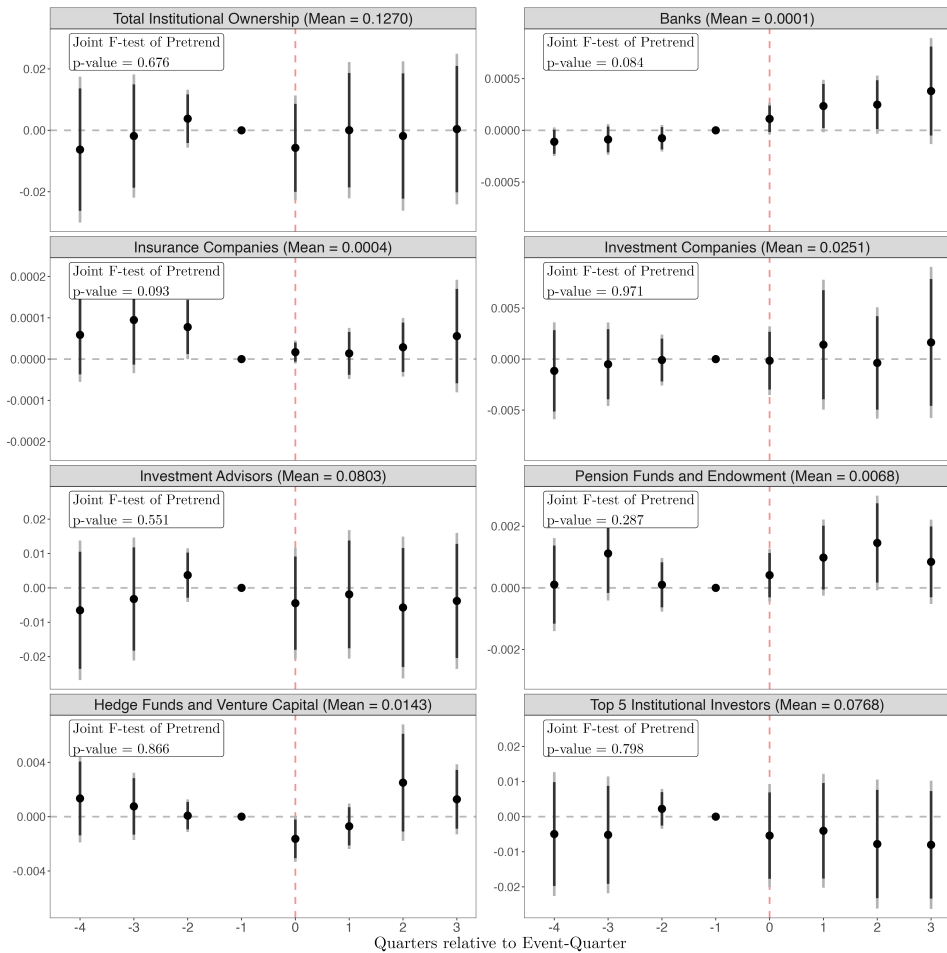 Total Institutional Ownership (Mean = 0.1270)
Joint F-test of Pretrend
p-value = 0.676
0.02
0.00
-0.02
Banks (Mean = 0.0001)
Joint F-test of Pretrend
p-value = 0.084
0.0005
0.0000
-0.0005
Insurance Companies (Mean = 0.0004)
Joint F-test of Pretrend
p-value = 0.093
0.0002
0.0001
0.0000
-0.0001
-0.0002
Investment Companies (Mean = 0.0251)
Joint F-test of Pretrend
p-value = 0.971
0.005
0.000
-0.005
Investment Advisors (Mean = 0.0803)
Joint F-test of Pretrend
p-value = 0.551
0.02
0.01
0.00
-0.01
-0.02
Pension Funds and Endowment (Mean = 0.0068)
Joint F-test of Pretrend
p-value = 0.287
0.002
0.000
-0.002
Hedge Funds and Venture Capital (Mean = 0.0143)
Joint F-test of Pretrend
p-value = 0.866
0.004
0.000
-0.004
-4 -3 -2 -1 0 1 2 3
Top 5 Institutional Investors (Mean = 0.0768)
Joint F-test of Pretrend
p-value = 0.798
0.02
0.01
0.00
-0.01
-0.02
-4 -3 -2 -1 0 1 2 3
Quarters relative to Event-Quarter